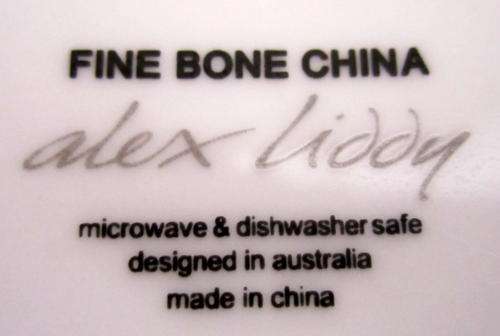 FINE BONE CHINA
alex liddy
microwave & dishwasher safe
designed in australia
made in china